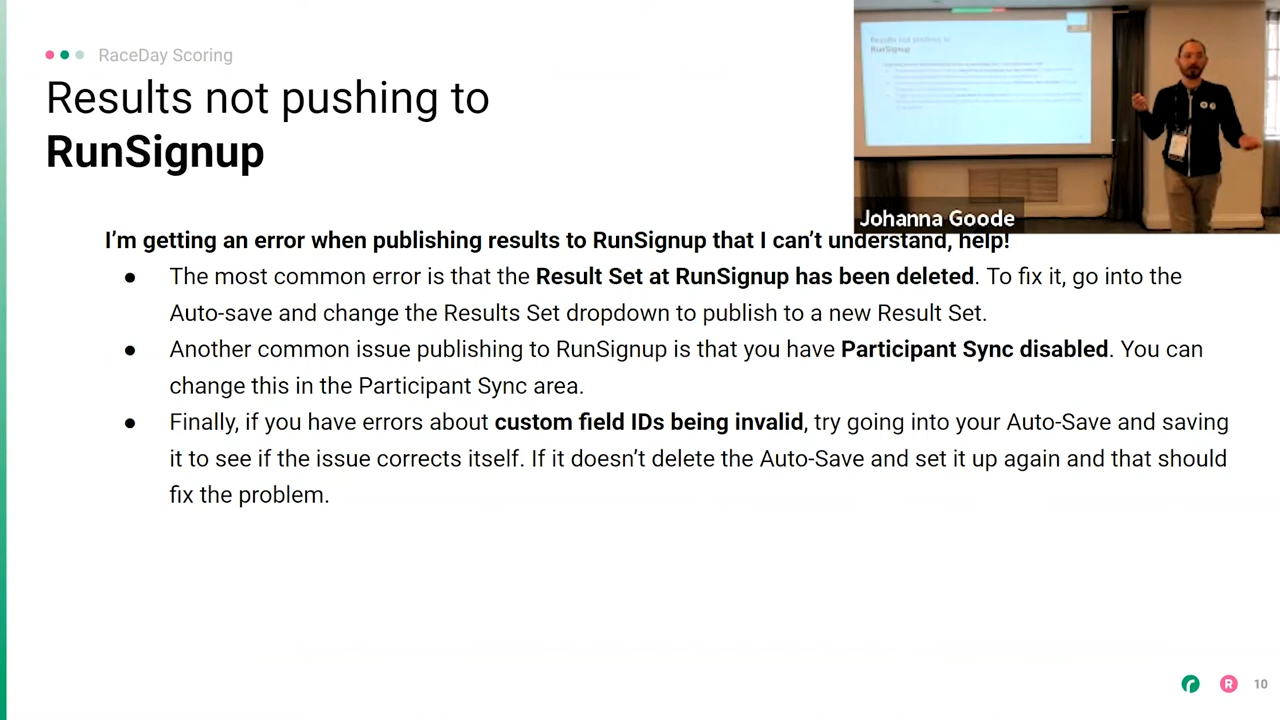 RaceDay Scoring
Results not pushing to
RunSignup
Results not pushing to
RunSignup
Johanna Goode
I’m getting an error when publishing results to RunSignup that I can’t understand, help!
● The most common error is that the Result Set at RunSignup has been deleted. To fix it, go into the
Auto-save and change the Results Set dropdown to publish to a new Result Set.
● Another common issue publishing to RunSignup is that you have Participant Sync disabled. You can
change this in the Participant Sync area.
● Finally, if you have errors about custom field IDs being invalid, try going into your Auto-Save and saving
it to see if the issue corrects itself. If it doesn’t delete the Auto-Save and set it up again and that should
fix the problem.
R 10